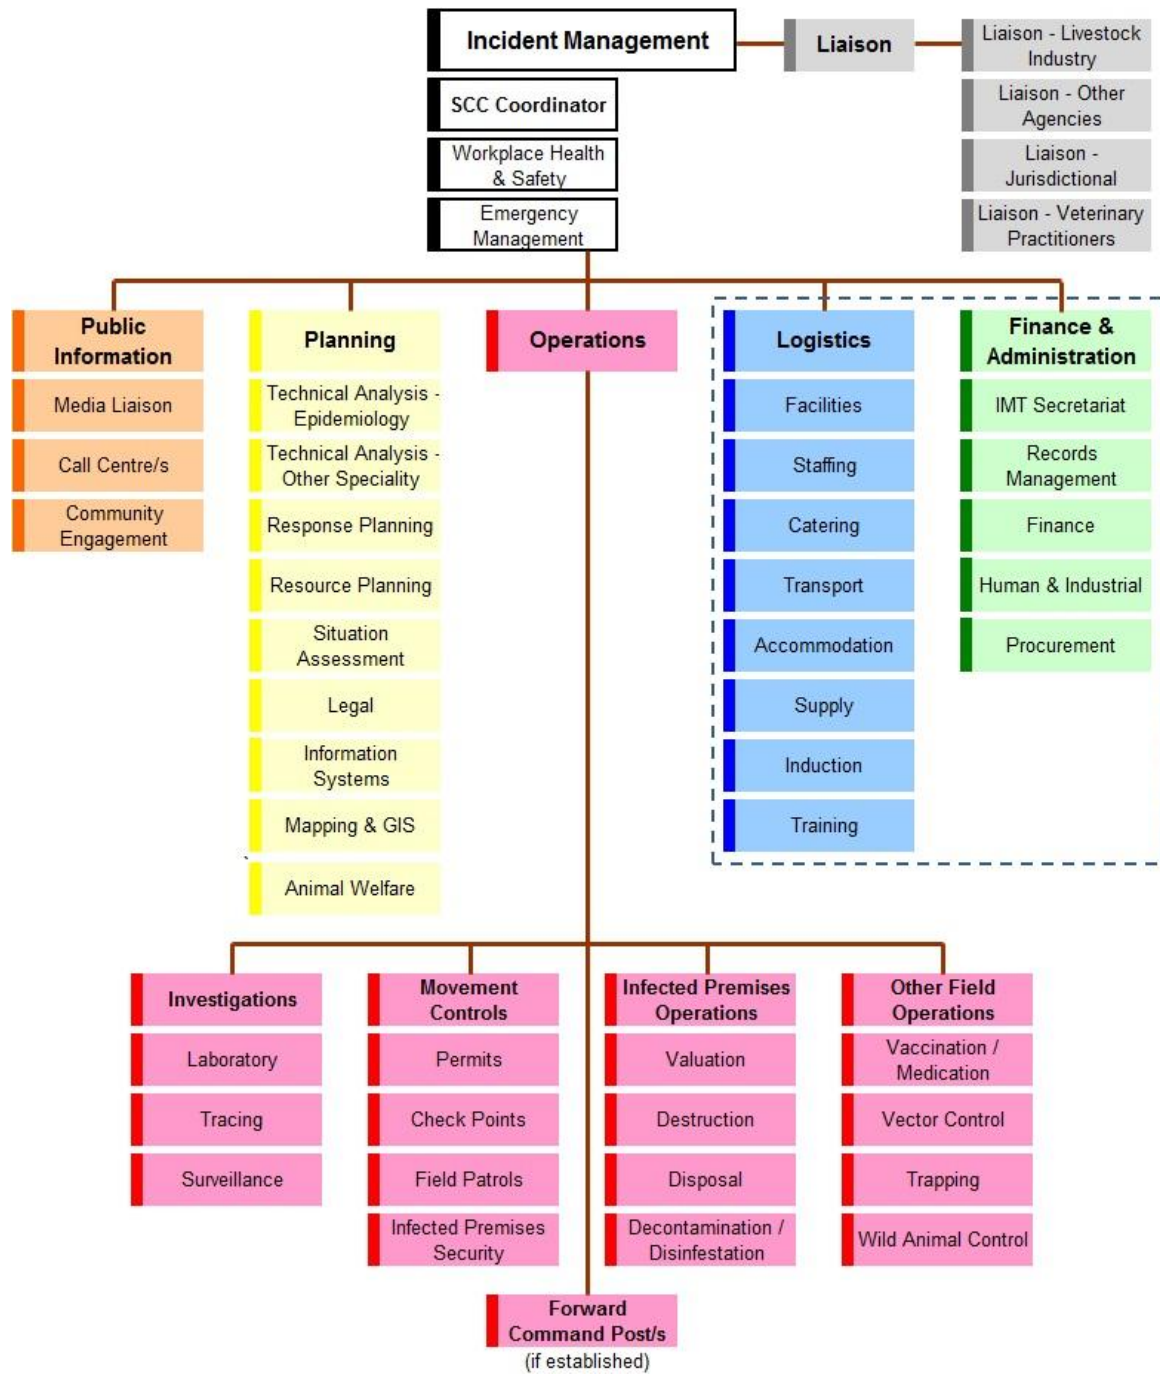 Incident Management
Liaison
Liaison - Livestock
Industry
SCC Coordinator
Liaison - Other
Agencies
Workplace Health
& Safety
Liaison -
Jurisdictional
Emergency
Management
Liaison - Veterinary
Practitioners
Public
Information
Media Liaison
Call Centre/s
Community
Engagement
Planning
Technical Analysis -
Epidemiology
Technical Analysis -
Other Speciality
Response Planning
Resource Planning
Situation
Assessment
Legal
Information
Systems
Mapping & GIS
Animal Welfare
Operations
Logistics
Facilities
Staffing
Catering
Transport
Accommodation
Supply
Induction
Training
Finance &
Administration
IMT Secretariat
Records
Management
Finance
Human & Industrial
Procurement
Investigations
Laboratory
Tracing
Surveillance
Movement
Controls
Permits
Check Points
Field Patrols
Infected Premises
Security
Infected Premises
Operations
Valuation
Destruction
Disposal
Decontamination /
Disinfestation
Other Field
Operations
Vaccination /
Medication
Vector Control
Trapping
Wild Animal Control
Forward
Command Post/s
(if established)